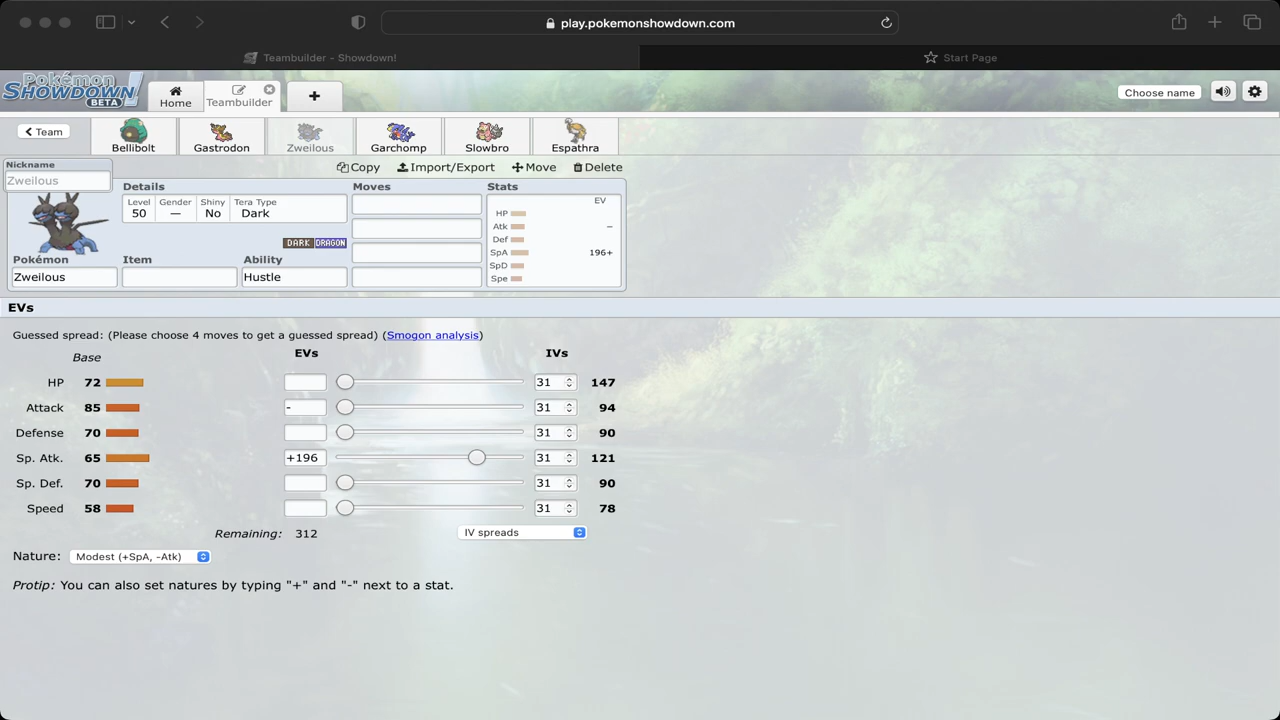 play.pokemonshowdown.com
Teambuilder – Showdown!
Start Page
Pokémon
SHOWDOWN!
BETA
Home
Teambuilder
Choose name
Team
Bellibolt
Gastrodon
Zweilous
Garchomp
Slowbro
Espathra
Nickname
Zweilous
Copy
Import/Export
Move
Delete
Details
Moves
Stats
Level
Gender
Shiny
Tera Type
50
—
No
Dark
EV
HP
Atk –
Def
SpA 196+
SpD
Spe
DARK DRAGON
Pokémon
Item
Ability
Zweilous
Hustle
EVs
Guessed spread: (Please choose 4 moves to get a guessed spread) (Smogon analysis)
Base EVs IVs
HP 72 31 147
Attack 85 - 31 94
Defense 70 31 90
Sp. Atk. 65 +196 31 121
Sp. Def. 70 31 90
Speed 58 31 78
Remaining: 312 IV spreads
Nature: Modest (+SpA, -Atk)
Protip: You can also set natures by typing "+" and "-" next to a stat.